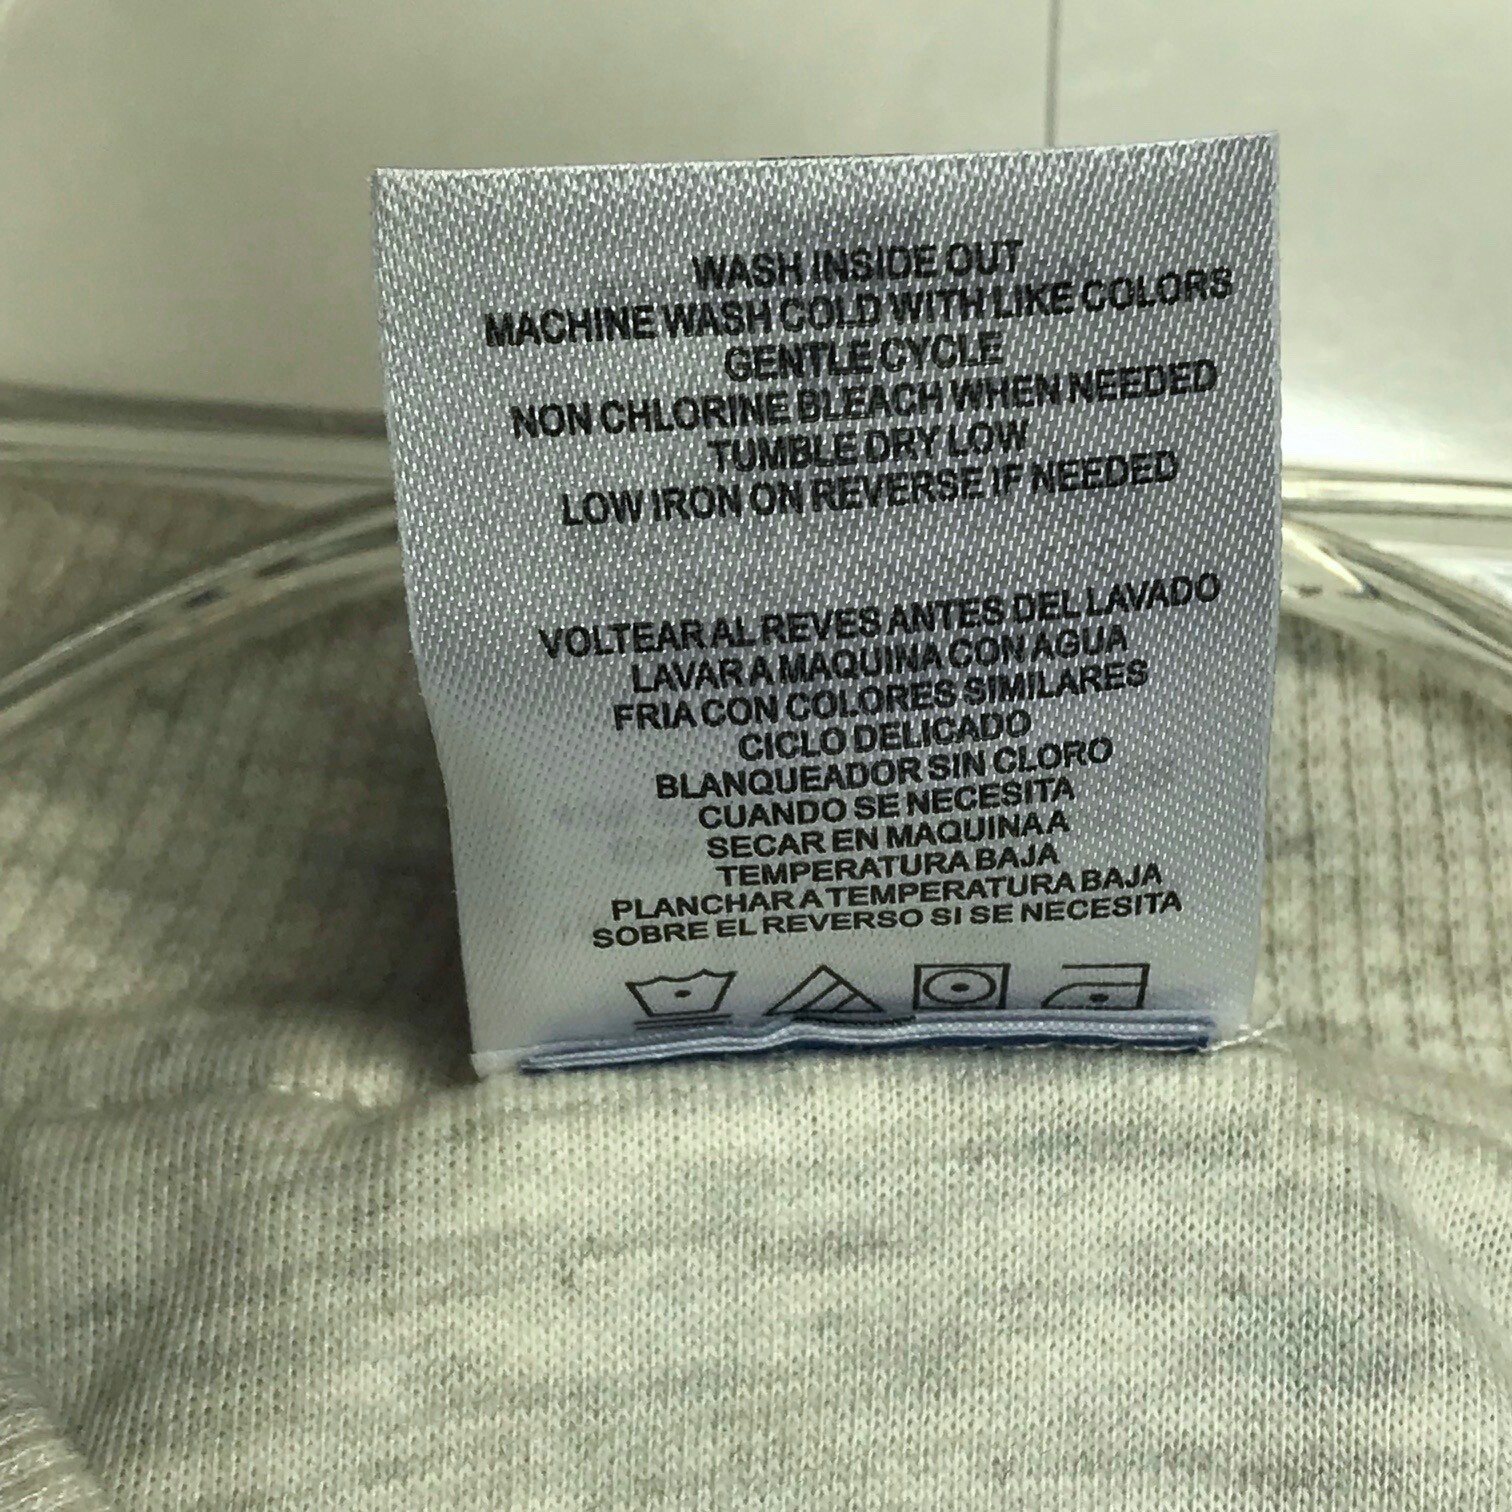 WASH INSIDE OUT
MACHINE WASH COLD WITH LIKE COLORS
GENTLE CYCLE
NON CHLORINE BLEACH WHEN NEEDED
TUMBLE DRY LOW
LOW IRON ON REVERSE IF NEEDED
VOLTEAR AL REVES ANTES DEL LAVADO
LAVAR A MAQUINA CON AGUA
FRIA CON COLORES SIMILARES
CICLO DELICADO
BLANQUEADOR SIN CLORO
CUANDO SE NECESITA
SECAR EN MAQUINA A
TEMPERATURA BAJA
PLANCHAR A TEMPERATURA BAJA
SOBRE EL REVERSO SI SE NECESITA